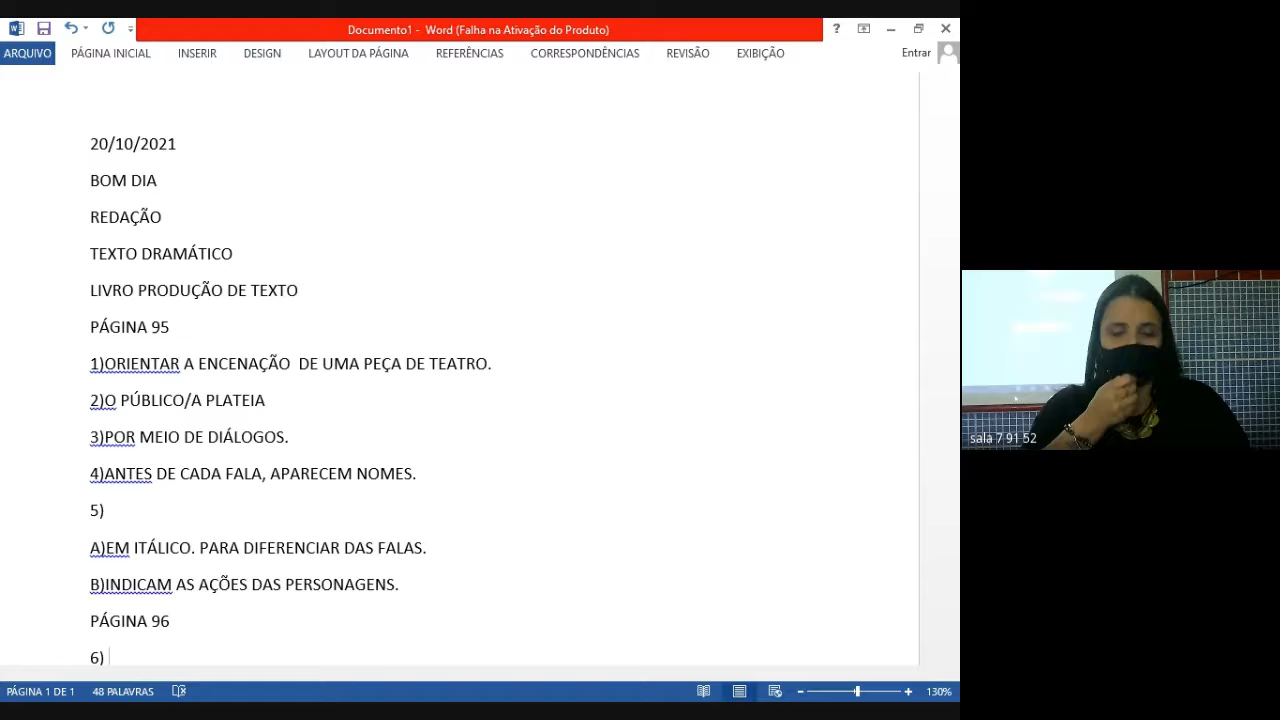 Documento1 - Word (Falha na Ativação do Produto)
ARQUIVO PÁGINA INICIAL INSERIR DESIGN LAYOUT DA PÁGINA REFERÊNCIAS CORRESPONDÊNCIAS REVISÃO EXIBIÇÃO Entrar
20/10/2021
BOM DIA
REDAÇÃO
TEXTO DRAMÁTICO
LIVRO PRODUÇÃO DE TEXTO
PÁGINA 95
1)ORIENTAR A ENCENAÇÃO  DE UMA PEÇA DE TEATRO.
2)O PÚBLICO/A PLATEIA
3)POR MEIO DE DIÁLOGOS.
4)ANTES DE CADA FALA, APARECEM NOMES.
5)
A)EM ITÁLICO. PARA DIFERENCIAR DAS FALAS.
B)INDICAM AS AÇÕES DAS PERSONAGENS.
PÁGINA 96
6)
sala 7 91 52
PÁGINA 1 DE 1 48 PALAVRAS 130%